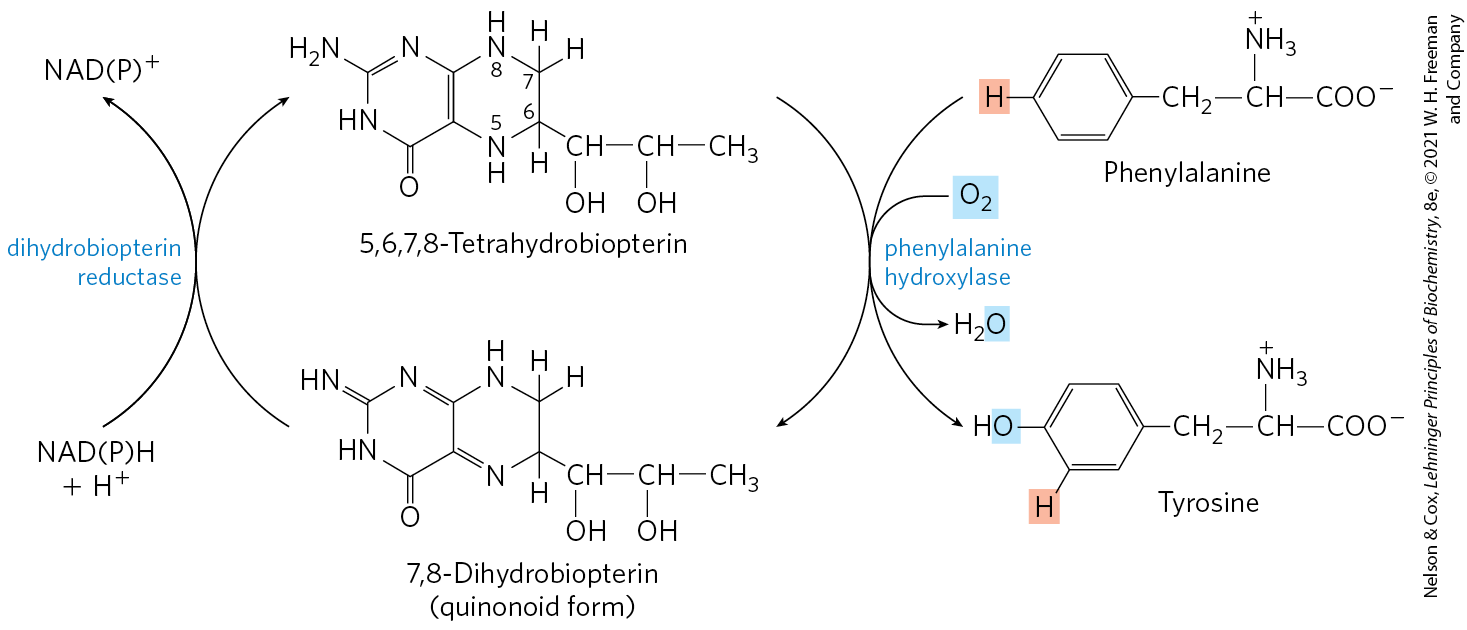 NAD(P)⁺
dihydrobiopterin
reductase
NAD(P)H
+ H⁺
H₂N
N
H
N
8
H
H
7
HN
5
6
N
H
H
O
CH—CH—CH₃
OH
OH
5,6,7,8-Tetrahydrobiopterin
HN
N
H
N
H
H
HN
N
H
O
CH—CH—CH₃
OH
OH
7,8-Dihydrobiopterin
(quinonoid form)
phenylalanine
hydroxylase
O₂
H₂O
+
NH₃
H
CH₂—CH—COO⁻
Phenylalanine
+
NH₃
HO
CH₂—CH—COO⁻
H
Tyrosine
Nelson & Cox, Lehninger Principles of Biochemistry, 8e, © 2021 W. H. Freeman
and Company